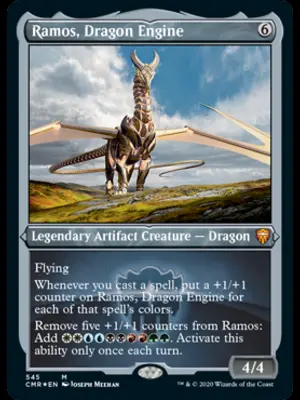 Ramos, Dragon Engine 6
Legendary Artifact Creature — Dragon
Flying
Whenever you cast a spell, put a +1/+1
counter on Ramos, Dragon Engine for
each of that spell's colors.
Remove five +1/+1 counters from Ramos:
Add . Activate this
ability only once each turn.
4/4
545 M
CMR • EN Joseph Meehan
™ & © 2020 Wizards of the Coast